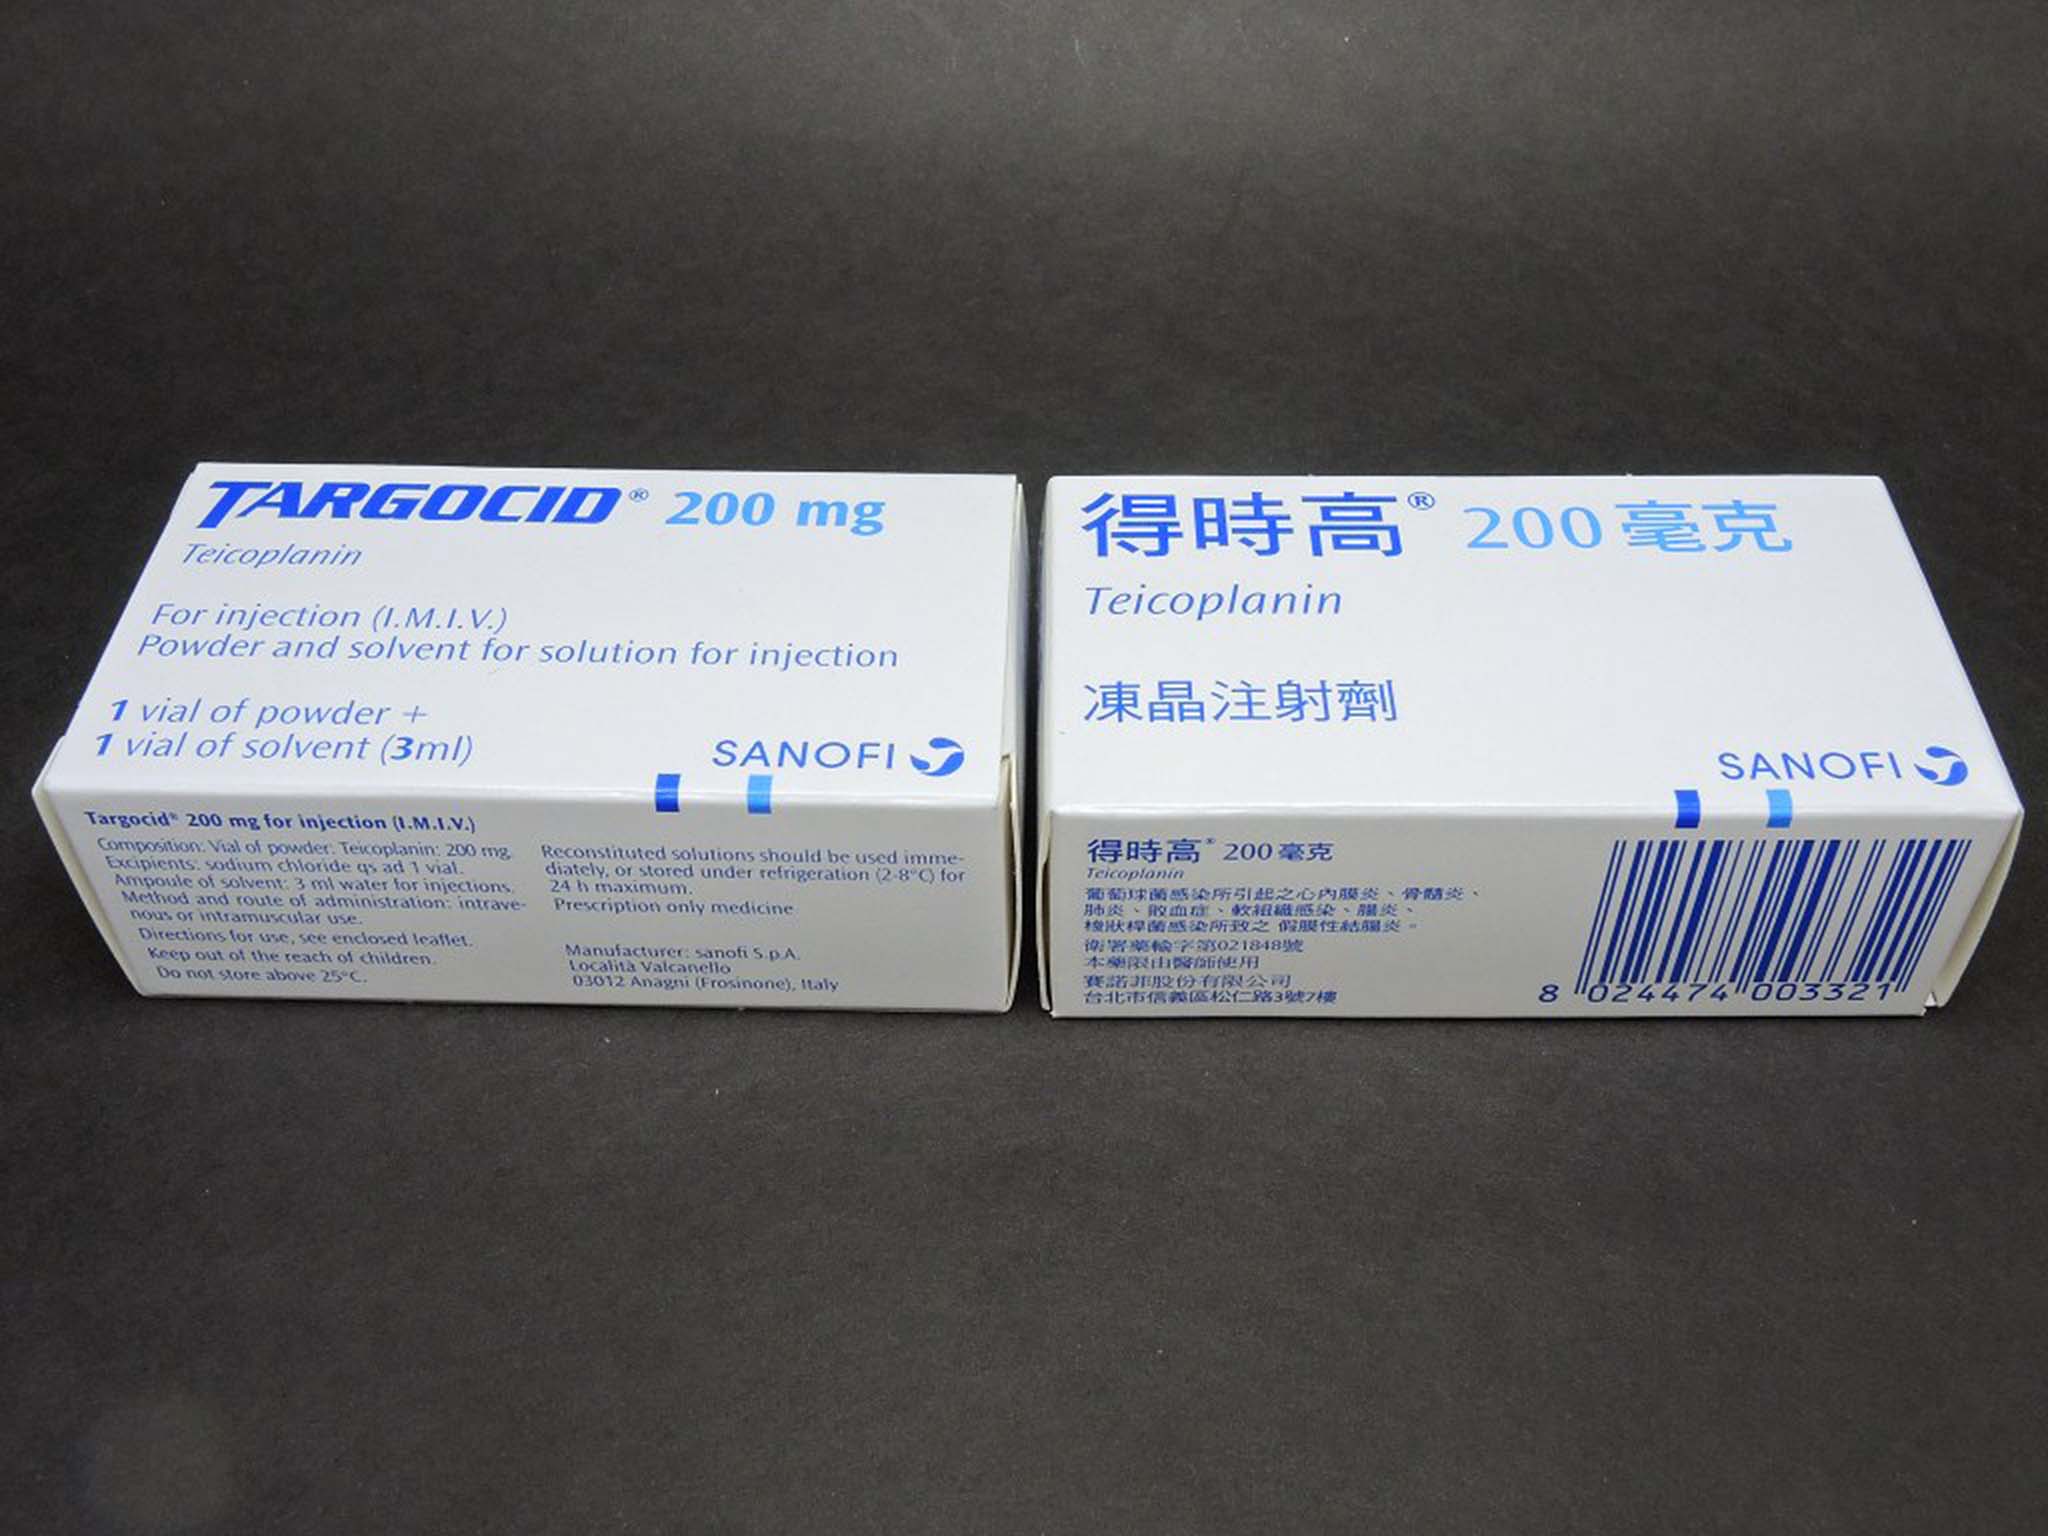 TARGOCID® 200 mg
Teicoplanin
For injection (I.M.I.V.)
Powder and solvent for solution for injection
1 vial of powder +
1 vial of solvent (3ml)
SANOFI
Targocid® 200 mg for injection (I.M.I.V.)
Composition: Vial of powder: Teicoplanin: 200 mg.
Excipients: sodium chloride qs ad 1 vial.
Ampoule of solvent: 3 ml water for injections.
Method and route of administration: intrave-
nous or intramuscular use.
Directions for use, see enclosed leaflet.
Keep out of the reach of children.
Do not store above 25°C.
Reconstituted solutions should be used imme-
diately, or stored under refrigeration (2-8°C) for
24 h maximum.
Prescription only medicine
Manufacturer: sanofi S.p.A.
Località Valcanello
03012 Anagni (Frosinone), Italy
得時高® 200 毫克
Teicoplanin
凍晶注射劑
SANOFI
得時高® 200 毫克
Teicoplanin
葡萄球菌感染所引起之心內膜炎、骨髓炎、
肺炎、敗血症、軟組織感染、腸炎、
梭狀桿菌感染所致之 假膜性結腸炎。
衛署藥輸字第021848號
本藥限由醫師使用
賽諾菲股份有限公司
台北市信義區松仁路3號7樓
8 024474 003321